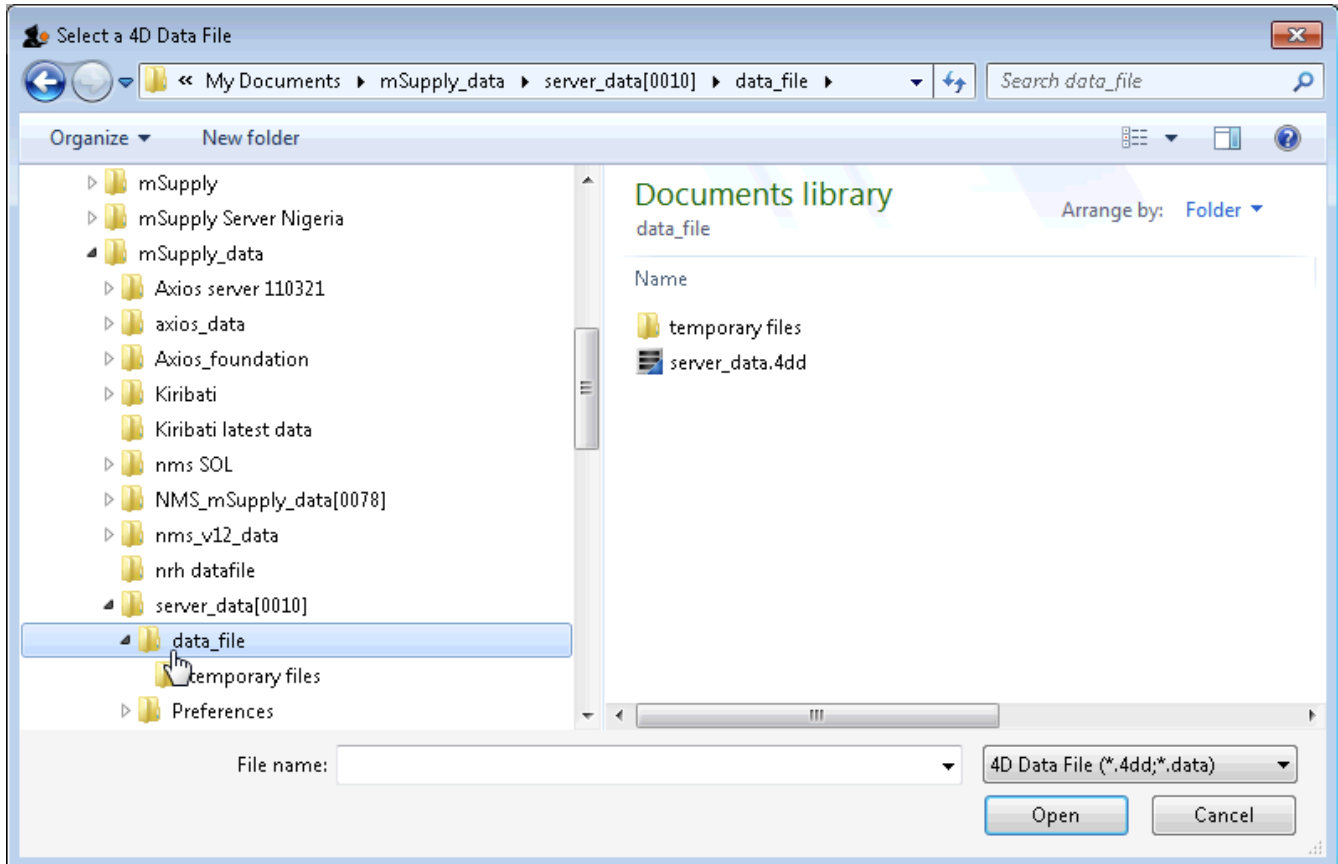 Select a 4D Data File
« My Documents ▸ mSupply_data ▸ server_data[0010] ▸ data_file ▸
Search data_file
Organize
New folder
mSupply
mSupply Server Nigeria
mSupply_data
Axios server 110321
axios_data
Axios_foundation
Kiribati
Kiribati latest data
nms SOL
NMS_mSupply_data[0078]
nms_v12_data
nrh datafile
server_data[0010]
data_file
temporary files
Preferences
Documents library
data_file
Arrange by: Folder
Name
temporary files
server_data.4dd
File name:
4D Data File (*.4dd;*.data)
Open
Cancel